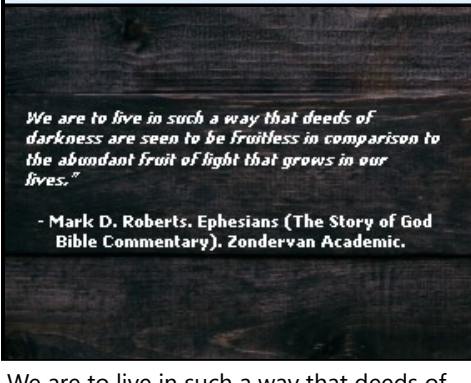 We are to live in such a way that deeds of
darkness are seen to be fruitless in comparison to
the abundant fruit of light that grows in our
lives."
- Mark D. Roberts. Ephesians (The Story of God
Bible Commentary). Zondervan Academic.
We are to live in such a way that deeds of